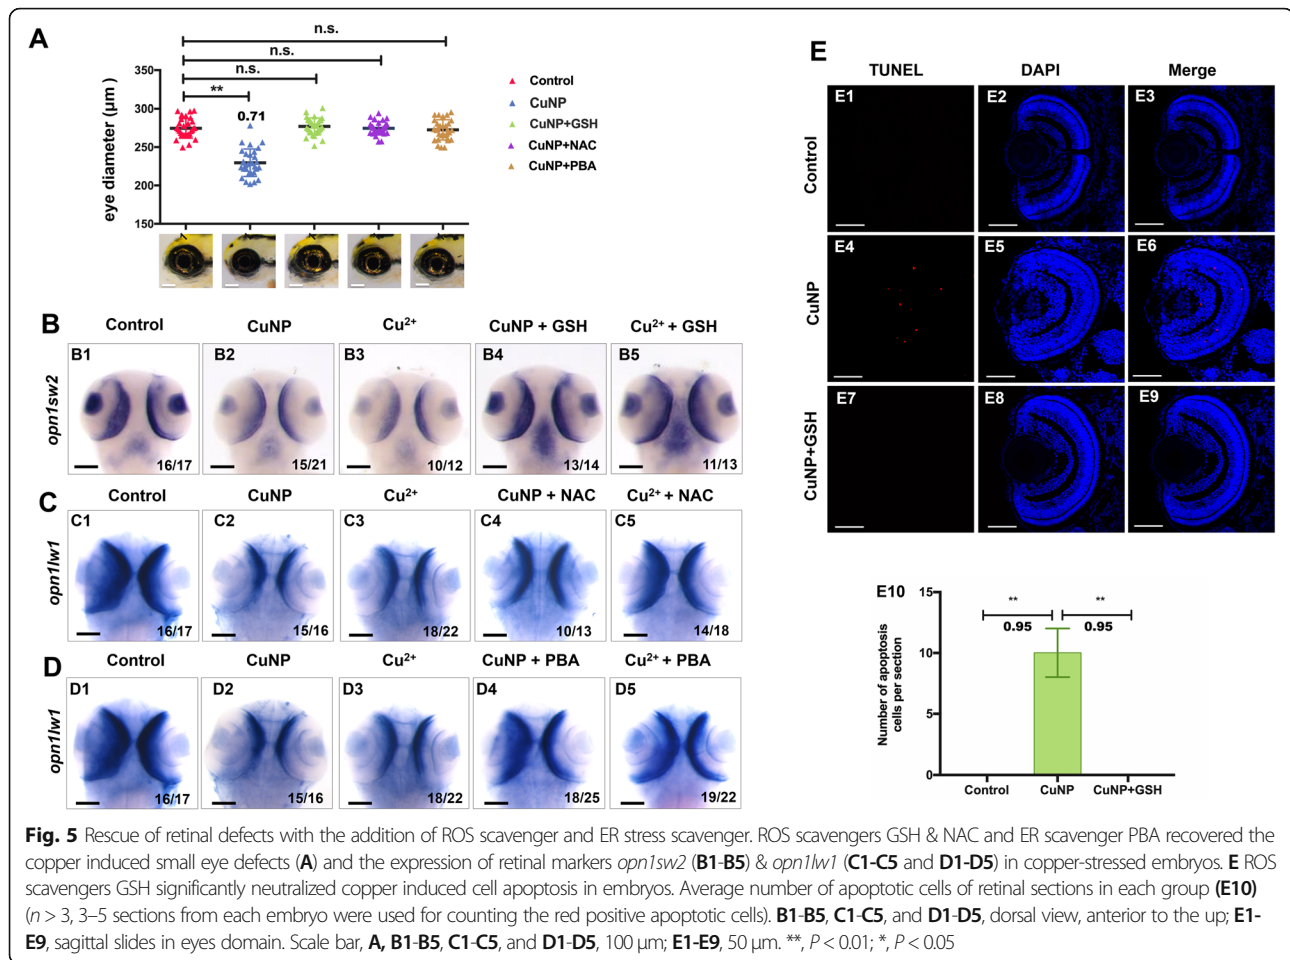 A
n.s.
n.s.
n.s.
**
0.71
350
300
250
200
150
eye diameter (µm)
Control
CuNP
CuNP+GSH
CuNP+NAC
CuNP+PBA
B
Control CuNP Cu²⁺ CuNP + GSH Cu²⁺ + GSH
opn1sw2
B1 B2 B3 B4 B5
16/17 15/21 10/12 13/14 11/13
C
Control CuNP Cu²⁺ CuNP + NAC Cu²⁺ + NAC
opn1lw1
C1 C2 C3 C4 C5
16/17 15/16 18/22 10/13 14/18
D
Control CuNP Cu²⁺ CuNP + PBA Cu²⁺ + PBA
opn1lw1
D1 D2 D3 D4 D5
16/17 15/16 18/22 18/25 19/22
E
TUNEL DAPI Merge
Control
E1 E2 E3
CuNP
E4 E5 E6
CuNP+GSH
E7 E8 E9
E10
Number of apoptosis
cells per section
15
10
5
0
** **
0.95 0.95
Control CuNP CuNP+GSH
Fig. 5 Rescue of retinal defects with the addition of ROS scavenger and ER stress scavenger. ROS scavengers GSH & NAC and ER scavenger PBA recovered the
copper induced small eye defects (A) and the expression of retinal markers opn1sw2 (B1-B5) & opn1lw1 (C1-C5 and D1-D5) in copper-stressed embryos. E ROS
scavengers GSH significantly neutralized copper induced cell apoptosis in embryos. Average number of apoptotic cells of retinal sections in each group (E10)
(n > 3, 3–5 sections from each embryo were used for counting the red positive apoptotic cells). B1-B5, C1-C5, and D1-D5, dorsal view, anterior to the up; E1-
E9, sagittal slides in eyes domain. Scale bar, A, B1-B5, C1-C5, and D1-D5, 100 µm; E1-E9, 50 µm. **, P < 0.01; *, P < 0.05